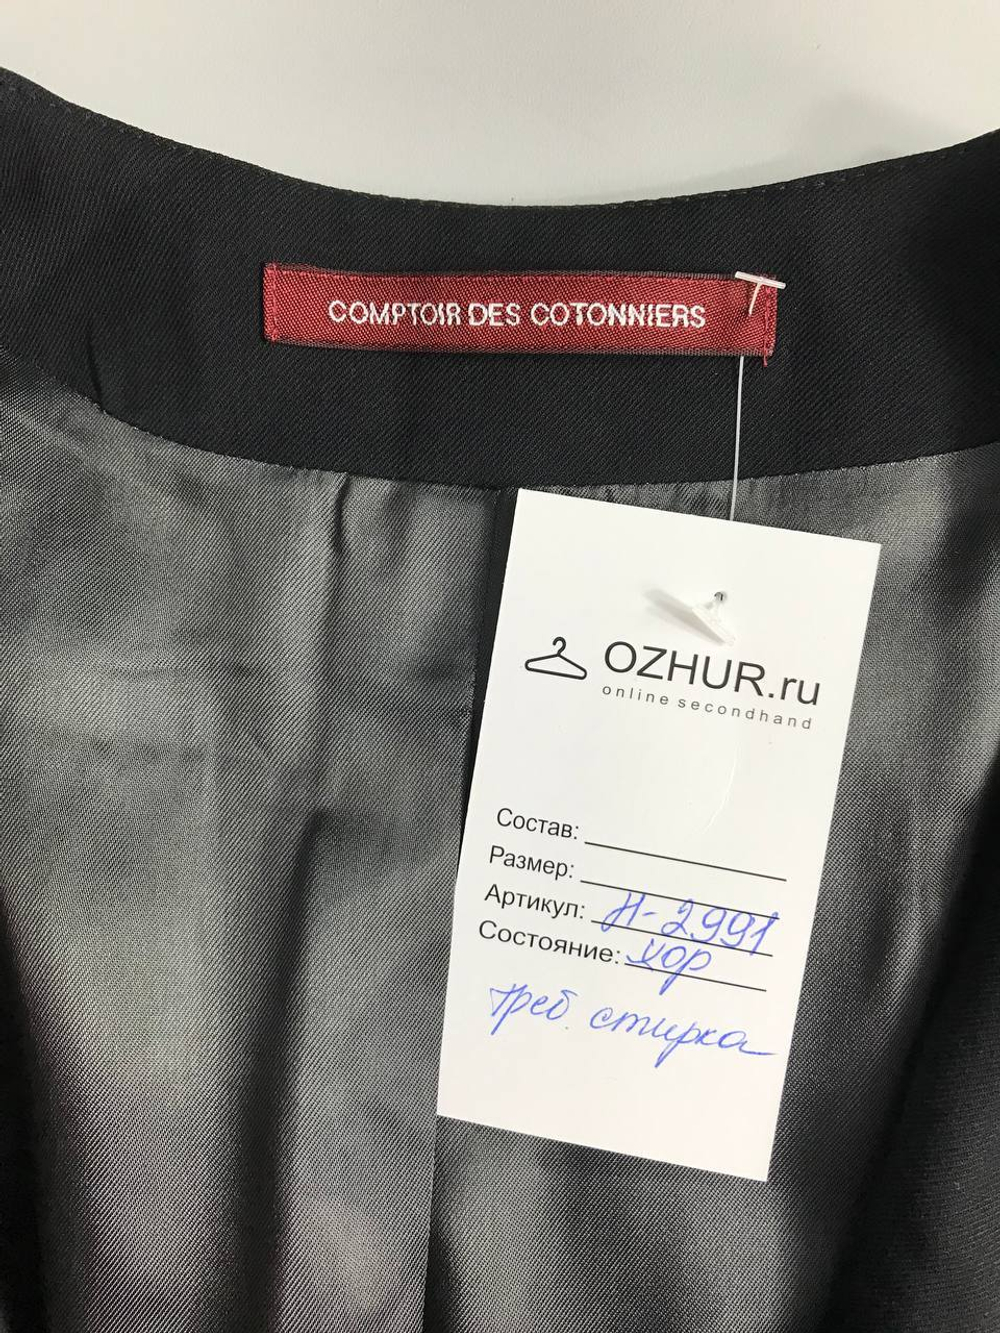 COMPTOIR DES COTONNIERS
OZHUR.ru
online secondhand
Состав:
Размер:
Артикул: Н-2991
Состояние: хор
треб стирка